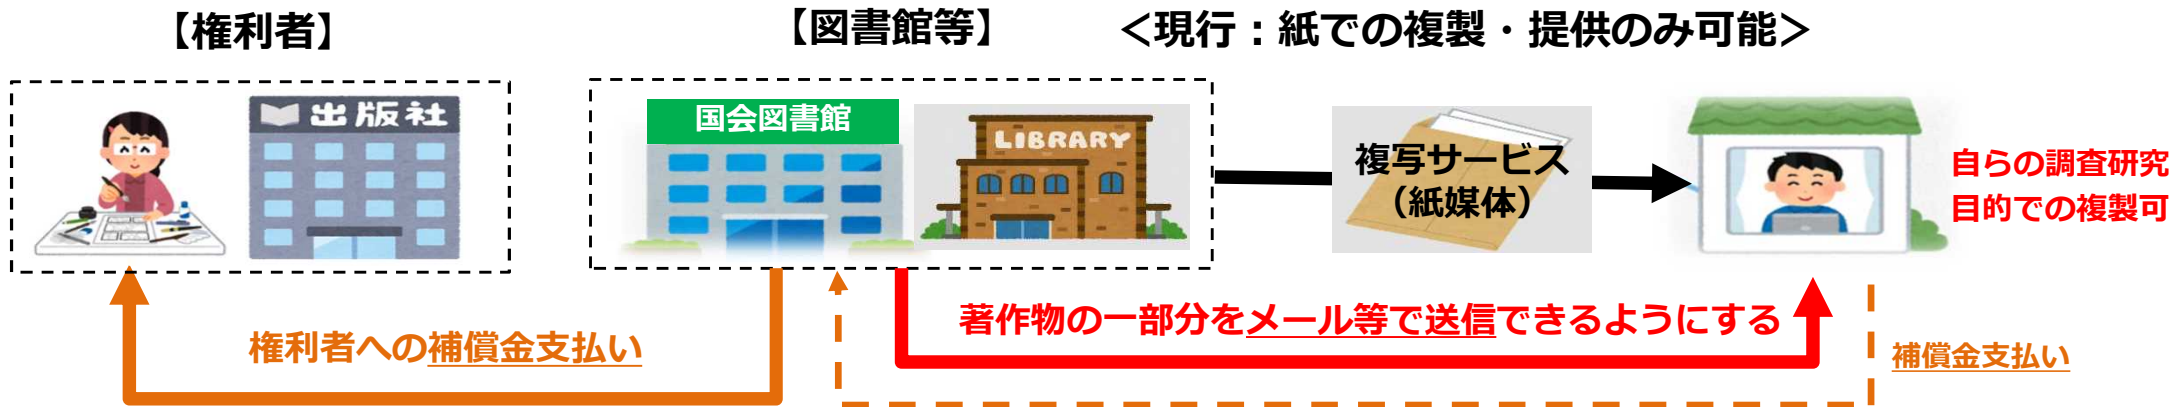 【権利者】
【図書館等】
＜現行：紙での複製・提供のみ可能＞
出版社
国会図書館
LIBRARY
複写サービス
（紙媒体）
自らの調査研究
目的での複製可
著作物の一部分をメール等で送信できるようにする
権利者への補償金支払い
補償金支払い